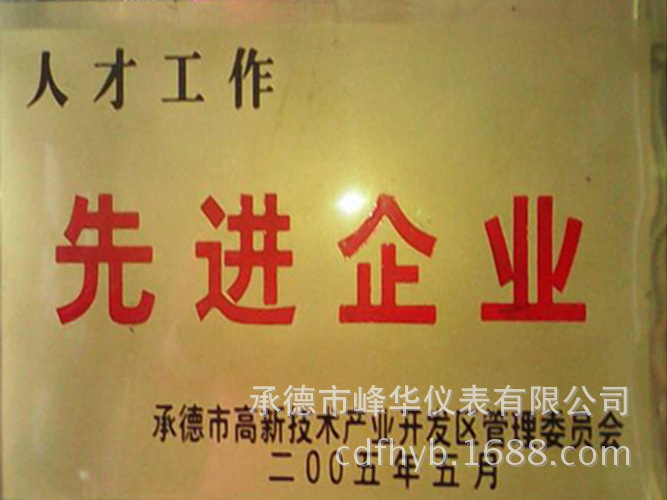 人才工作
先进企业
承德市峰华仪表有限公司
承德市高新技术产业开发区管理委员会
cdfhyb.1688.com
二00五年五月